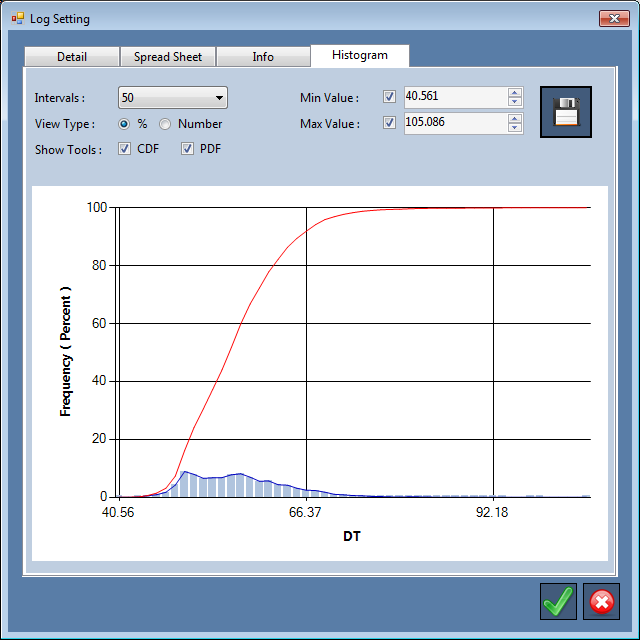 Log Setting
Detail Spread Sheet Info Histogram
Intervals : 50 Min Value : 40.561
View Type : % Number Max Value : 105.086
Show Tools : CDF PDF
100
80
60
40
20
0
Frequency ( Percent )
40.56 66.37 92.18
DT